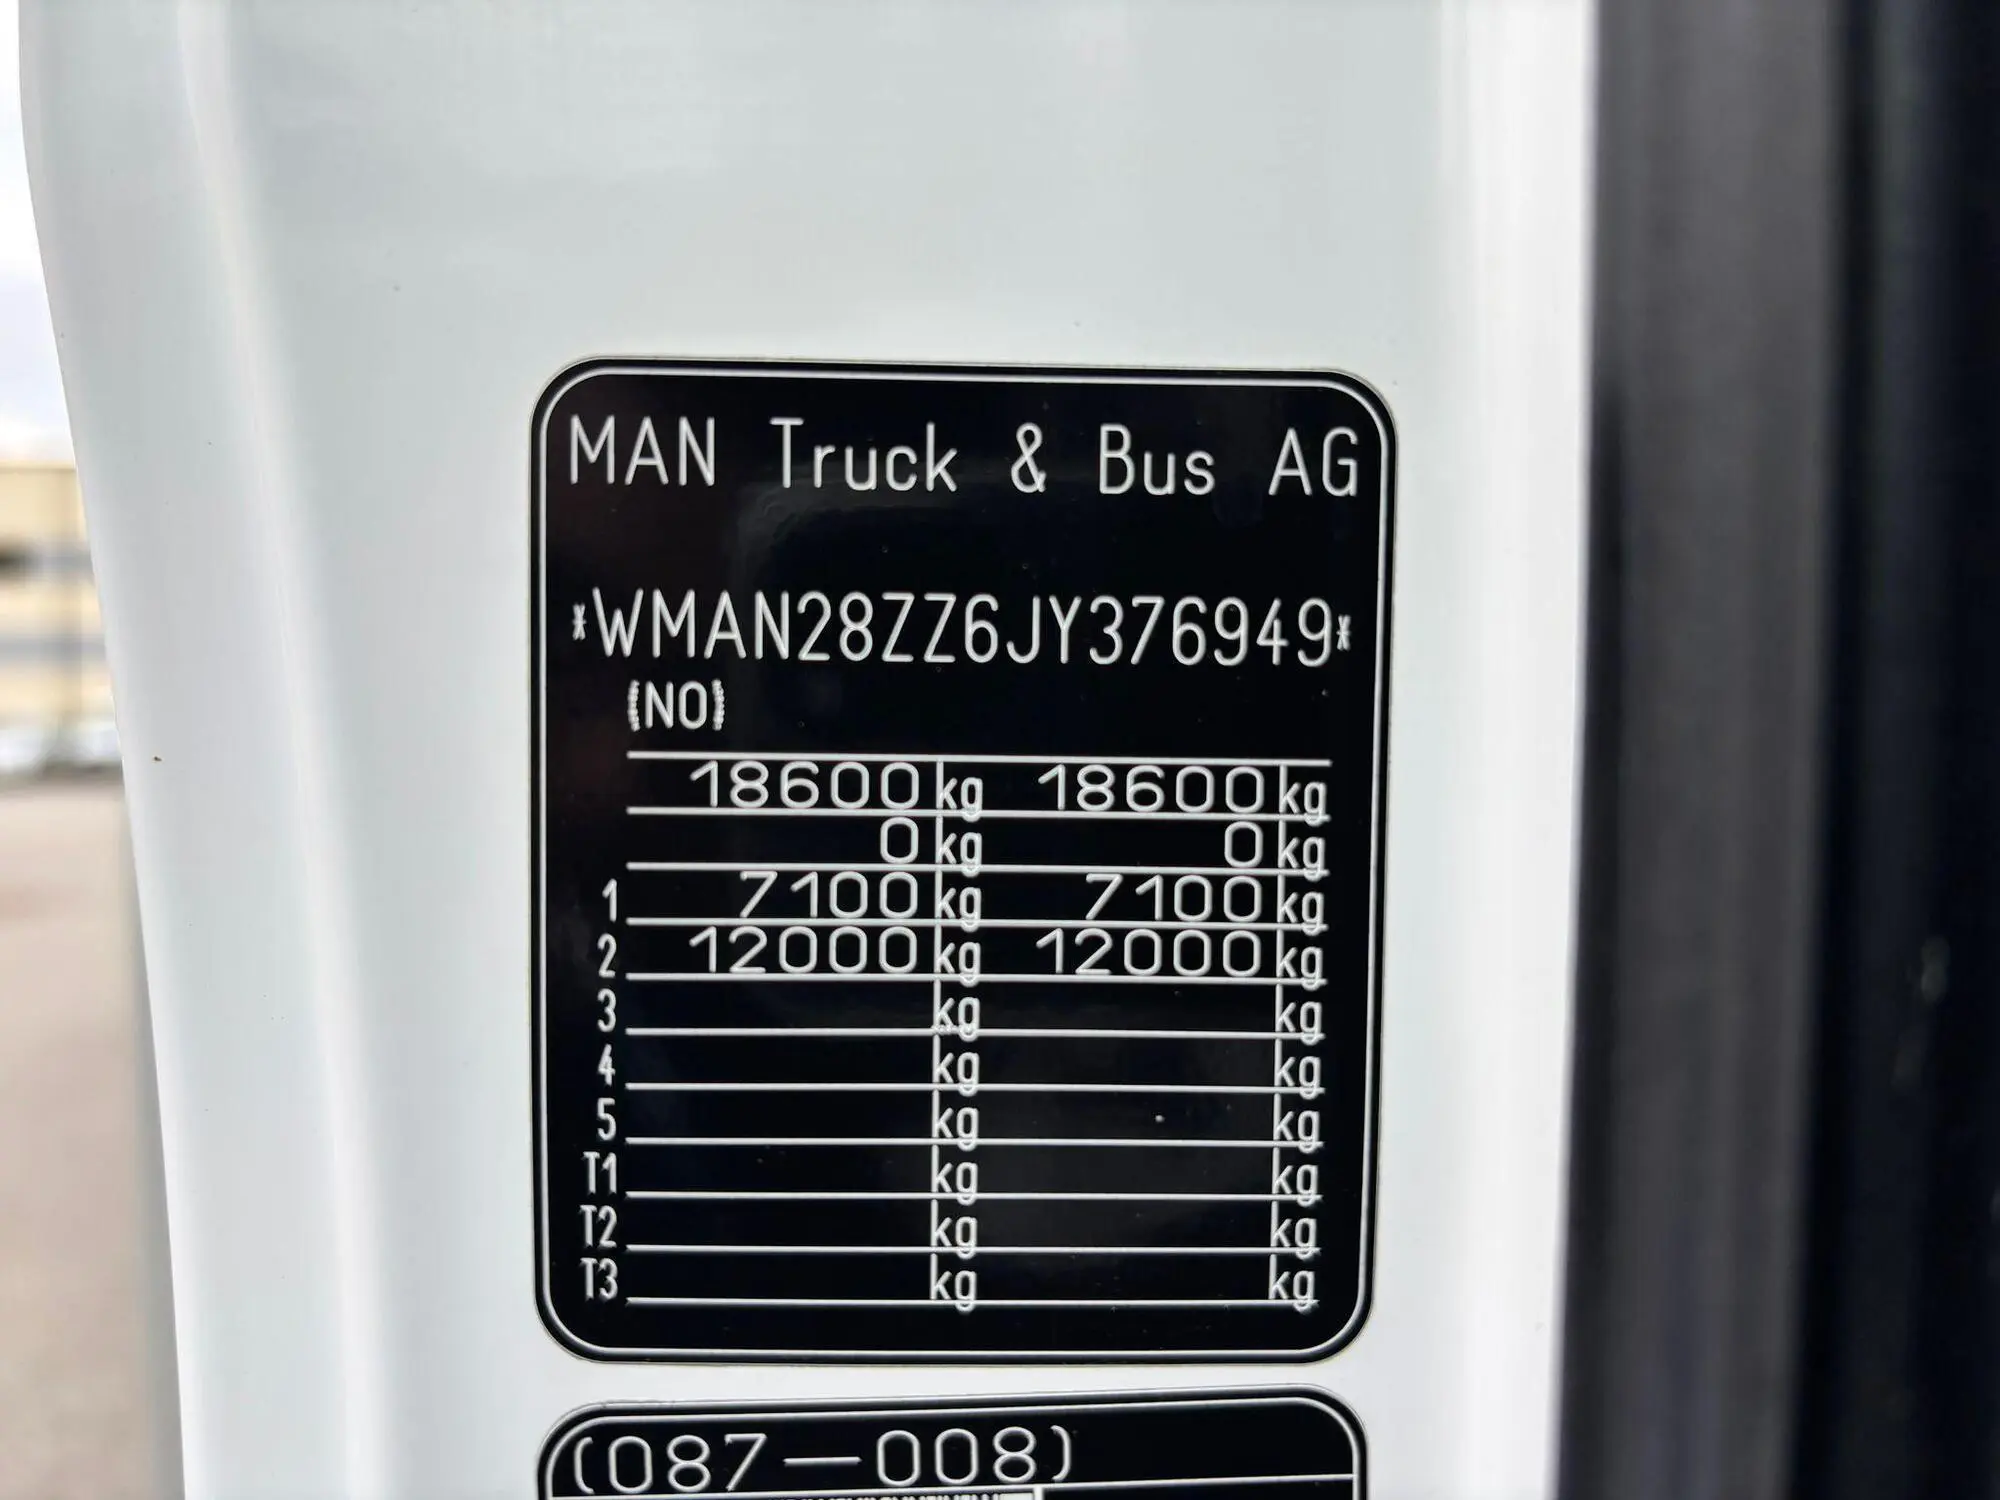 MAN Truck & Bus AG
*WMAN28ZZ6JY376949*
(NO)
18600 kg 18600 kg
0 kg 0 kg
1 7100 kg 7100 kg
2 12000 kg 12000 kg
3 kg kg
4 kg kg
5 kg kg
T1 kg kg
T2 kg kg
T3 kg kg
(087-008)